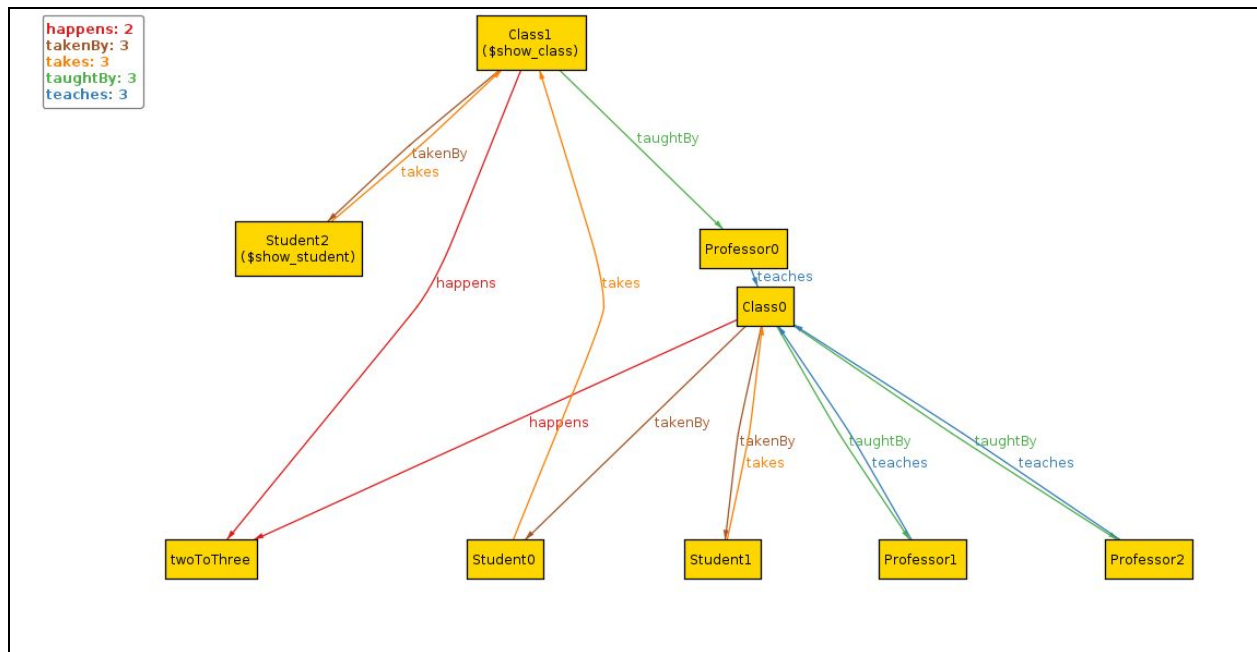 happens: 2
takenBy: 3
takes: 3
taughtBy: 3
teaches: 3
Class1
($show_class)
taughtBy
takenBy
takes
Student2
($show_student)
Professor0
happens
takes
teaches
Class0
happens
takenBy
takenBy
takes
taughtBy
teaches
taughtBy
teaches
twoToThree
Student0
Student1
Professor1
Professor2